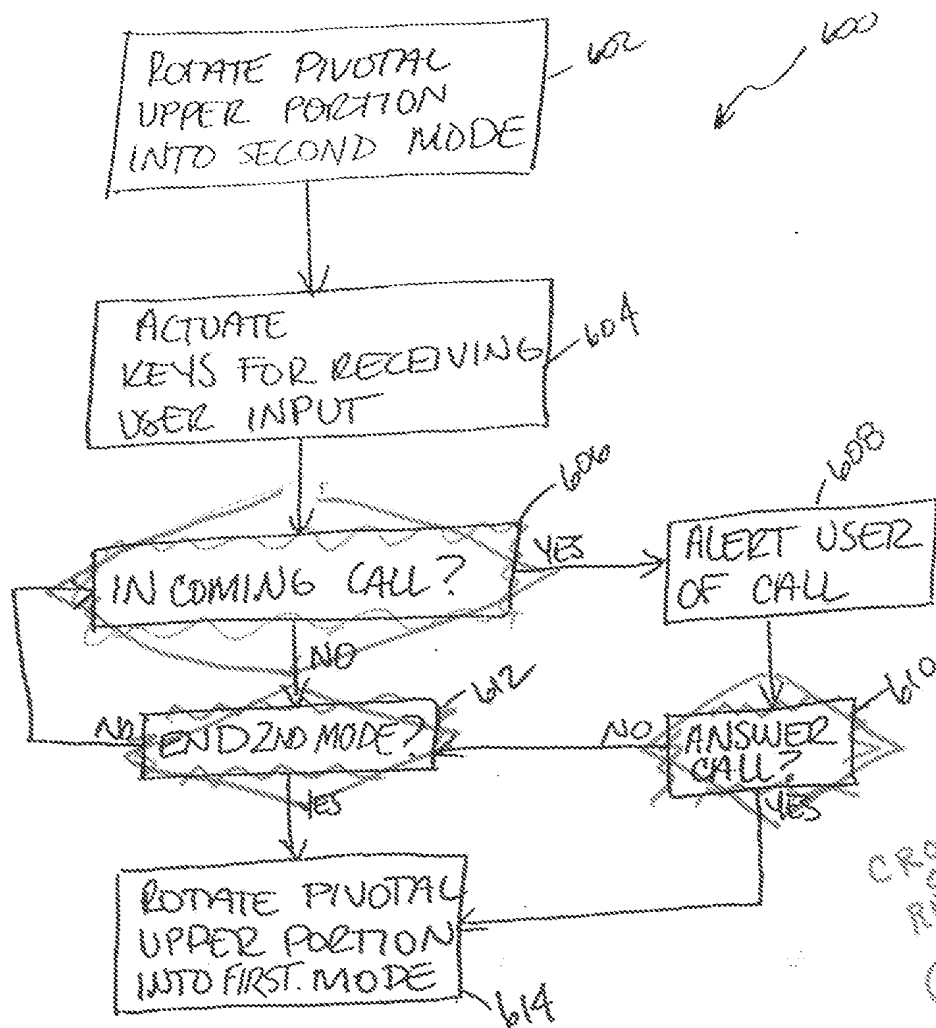 600
ROTATE PIVOTAL
UPPER PORTION
INTO SECOND MODE
602
ACTUATE
KEYS FOR RECEIVING
USER INPUT
604
606
INCOMING CALL?
YES
NO
608
ALERT USER
OF CALL
610
ANSWER
CALL?
NO
YES
612
END 2ND MODE?
NO
YES
ROTATE PIVOTAL
UPPER PORTION
INTO FIRST. MODE
614